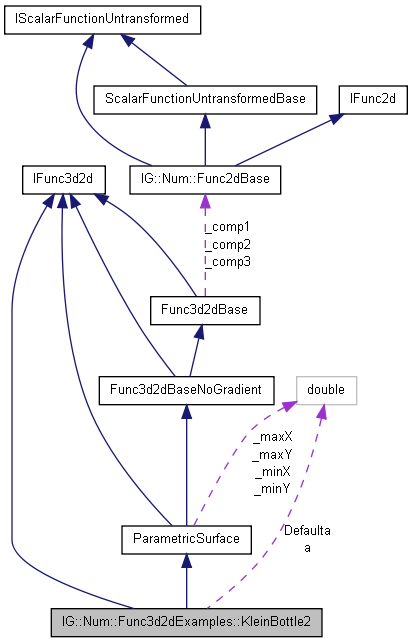 IScalarFunctionUntransformed
ScalarFunctionUntransformedBase
IFunc2d
IFunc3d2d
IG::Num::Func2dBase
_comp1
_comp2
_comp3
Func3d2dBase
Func3d2dBaseNoGradient
double
_maxX
_maxY
_minX
_minY
ParametricSurface
Defaulta
a
IG::Num::Func3d2dExamples::KleinBottle2